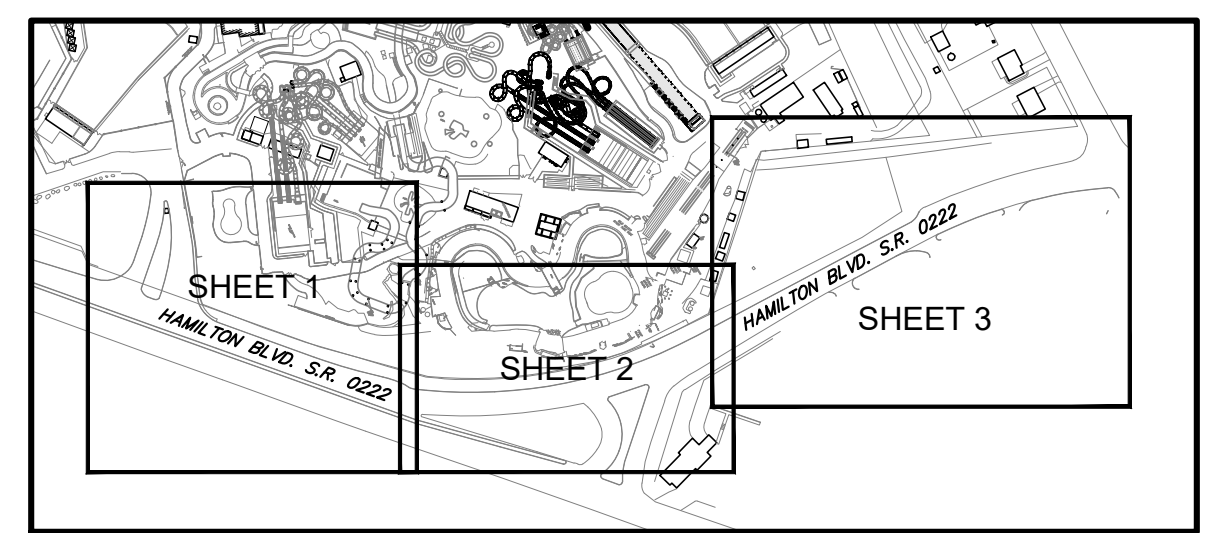 SHEET 1
HAMILTON BLVD. S.R. 0222
SHEET 2
HAMILTON BLVD. S.R. 0222
SHEET 3